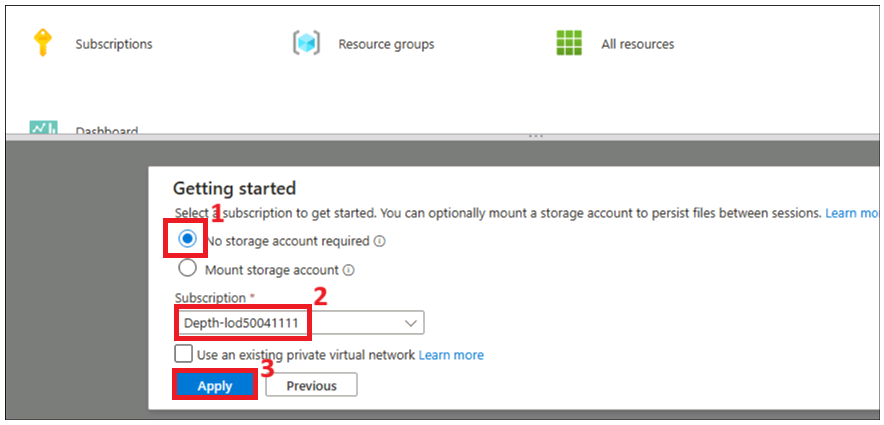 Subscriptions
Resource groups
All resources
Dashboard
Getting started
Select a subscription to get started. You can optionally mount a storage account to persist files between sessions. Learn mo
1
No storage account required
Mount storage account
Subscription *
2
Depth-lod50041111
Use an existing private virtual network Learn more
3
Apply
Previous